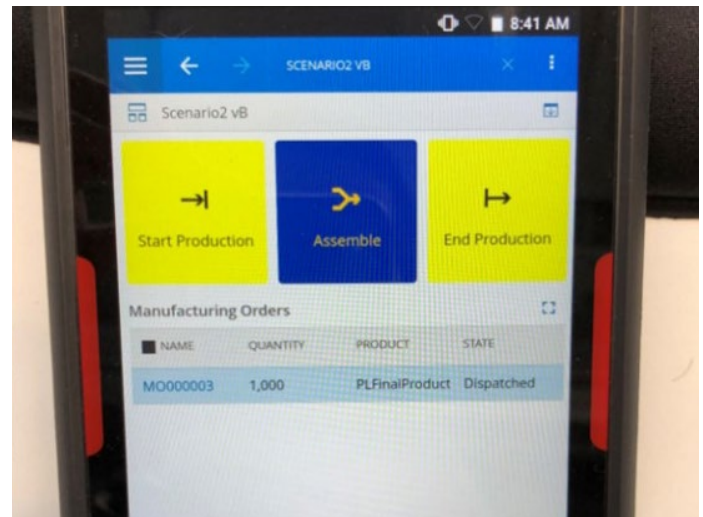 8:41 AM
SCENARIO2 VB
Scenario2 vB
Start Production Assemble End Production
Manufacturing Orders
NAME QUANTITY PRODUCT STATE
MO000003 1,000 PLFinalProduct Dispatched